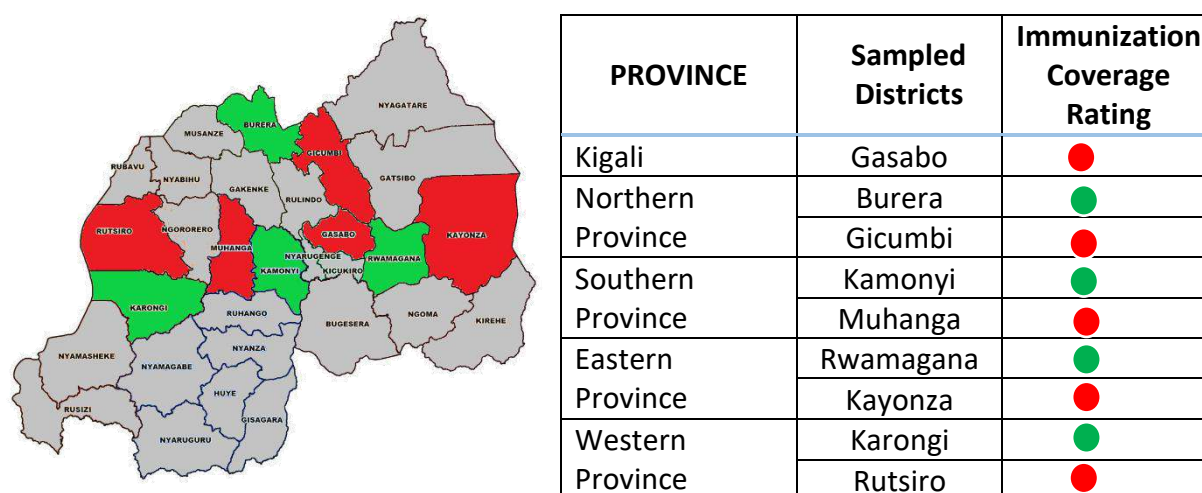 NYAGATARE
BURERA
MUSANZE
GICUMBI
RUBAVU
NYABIHU
GAKENKE
GATSIBO
RULINDO
RUTSIRO
NGORORERO
MUHANGA
GASABO
KAYONZA
NYARUGENGE
RWAMAGANA
KAMONYI
KICUKIRO
KARONGI
RUHANGO
BUGESERA
NGOMA
KIREHE
NYAMASHEKE
NYANZA
NYAMAGABE
HUYE
RUSIZI
GISAGARA
NYARUGURU
PROVINCE
Sampled
Districts
Immunization
Coverage
Rating
Kigali Gasabo
Northern Burera
Province Gicumbi
Southern Kamonyi
Province Muhanga
Eastern Rwamagana
Province Kayonza
Western Karongi
Province Rutsiro